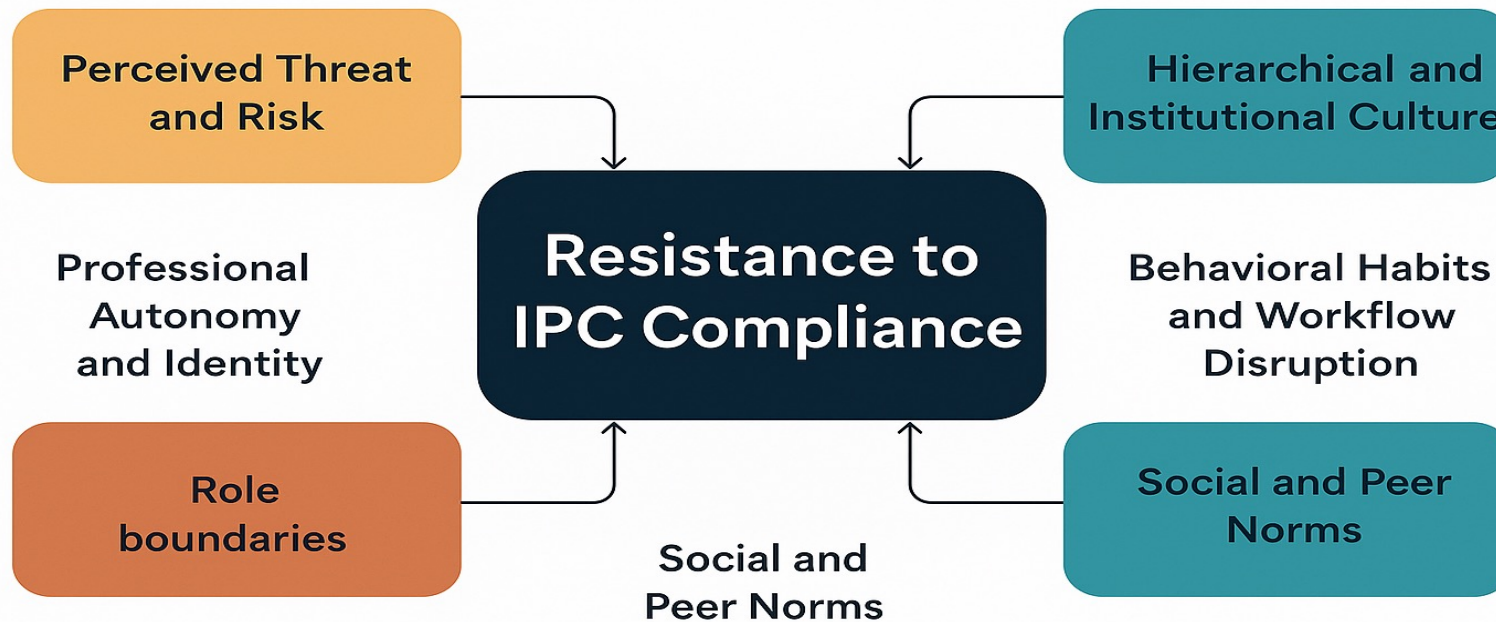 Perceived Threat
and Risk
Hierarchical and
Institutional Culture
Professional
Autonomy
and Identity
Resistance to
IPC Compliance
Behavioral Habits
and Workflow
Disruption
Role
boundaries
Social and Peer
Norms
Social and
Peer Norms